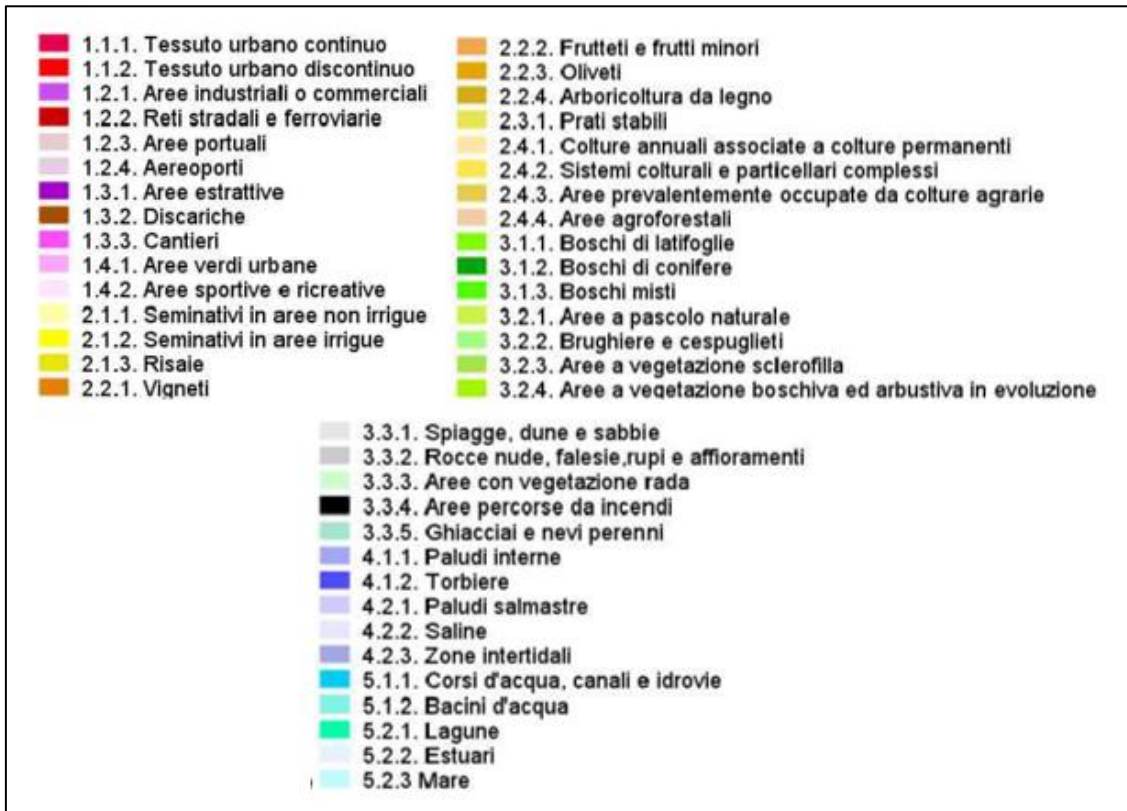 1.1.1. Tessuto urbano continuo
1.1.2. Tessuto urbano discontinuo
1.2.1. Aree industriali o commerciali
1.2.2. Reti stradali e ferroviarie
1.2.3. Aree portuali
1.2.4. Aereoporti
1.3.1. Aree estrattive
1.3.2. Discariche
1.3.3. Cantieri
1.4.1. Aree verdi urbane
1.4.2. Aree sportive e ricreative
2.1.1. Seminativi in aree non irrigue
2.1.2. Seminativi in aree irrigue
2.1.3. Risaie
2.2.1. Vigneti
2.2.2. Frutteti e frutti minori
2.2.3. Oliveti
2.2.4. Arboricoltura da legno
2.3.1. Prati stabili
2.4.1. Colture annuali associate a colture permanenti
2.4.2. Sistemi colturali e particellari complessi
2.4.3. Aree prevalentemente occupate da colture agrarie
2.4.4. Aree agroforestali
3.1.1. Boschi di latifoglie
3.1.2. Boschi di conifere
3.1.3. Boschi misti
3.2.1. Aree a pascolo naturale
3.2.2. Brughiere e cespuglieti
3.2.3. Aree a vegetazione sclerofilla
3.2.4. Aree a vegetazione boschiva ed arbustiva in evoluzione
3.3.1. Spiagge, dune e sabbie
3.3.2. Rocce nude, falesie,rupi e affioramenti
3.3.3. Aree con vegetazione rada
3.3.4. Aree percorse da incendi
3.3.5. Ghiacciai e nevi perenni
4.1.1. Paludi interne
4.1.2. Torbiere
4.2.1. Paludi salmastre
4.2.2. Saline
4.2.3. Zone intertidali
5.1.1. Corsi d'acqua, canali e idrovie
5.1.2. Bacini d'acqua
5.2.1. Lagune
5.2.2. Estuari
5.2.3 Mare